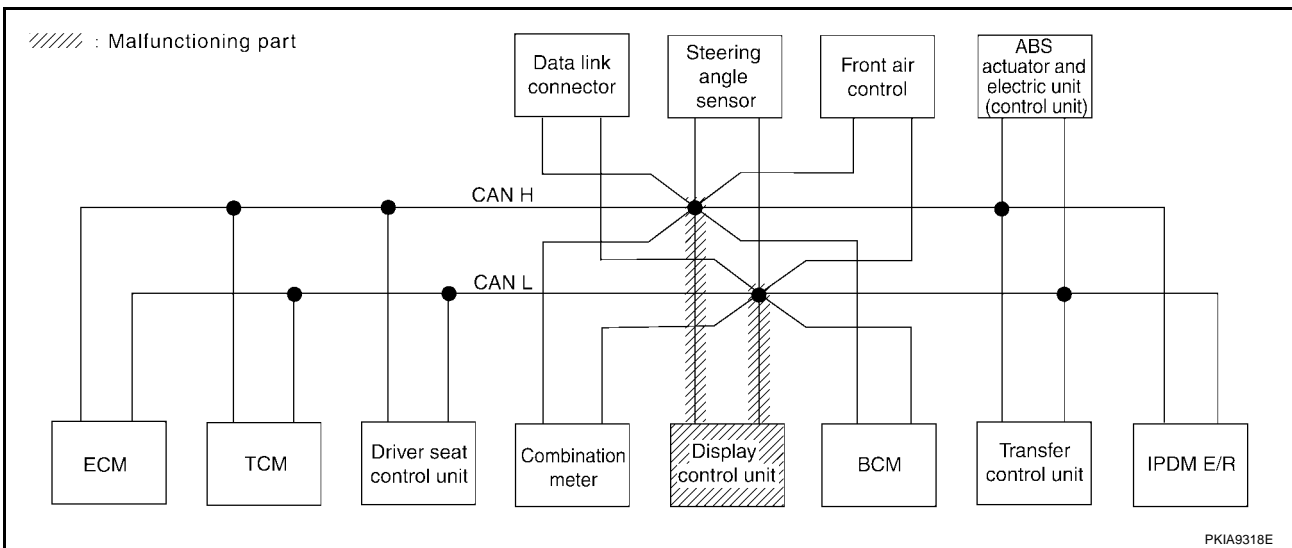 : Malfunctioning part
Data link
connector
Steering
angle
sensor
Front air
control
ABS
actuator and
electric unit
(control unit)
CAN H
CAN L
ECM
TCM
Driver seat
control unit
Combination
meter
Display
control unit
BCM
Transfer
control unit
IPDM E/R
PKIA9318E